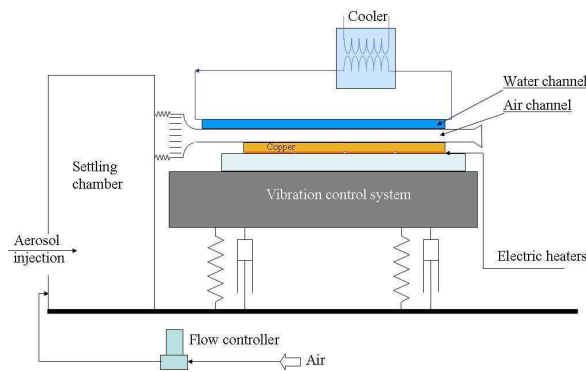 Cooler
Water channel
Air channel
Copper
Settling
chamber
Vibration control system
Aerosol
injection
Electric heaters
Flow controller
Air